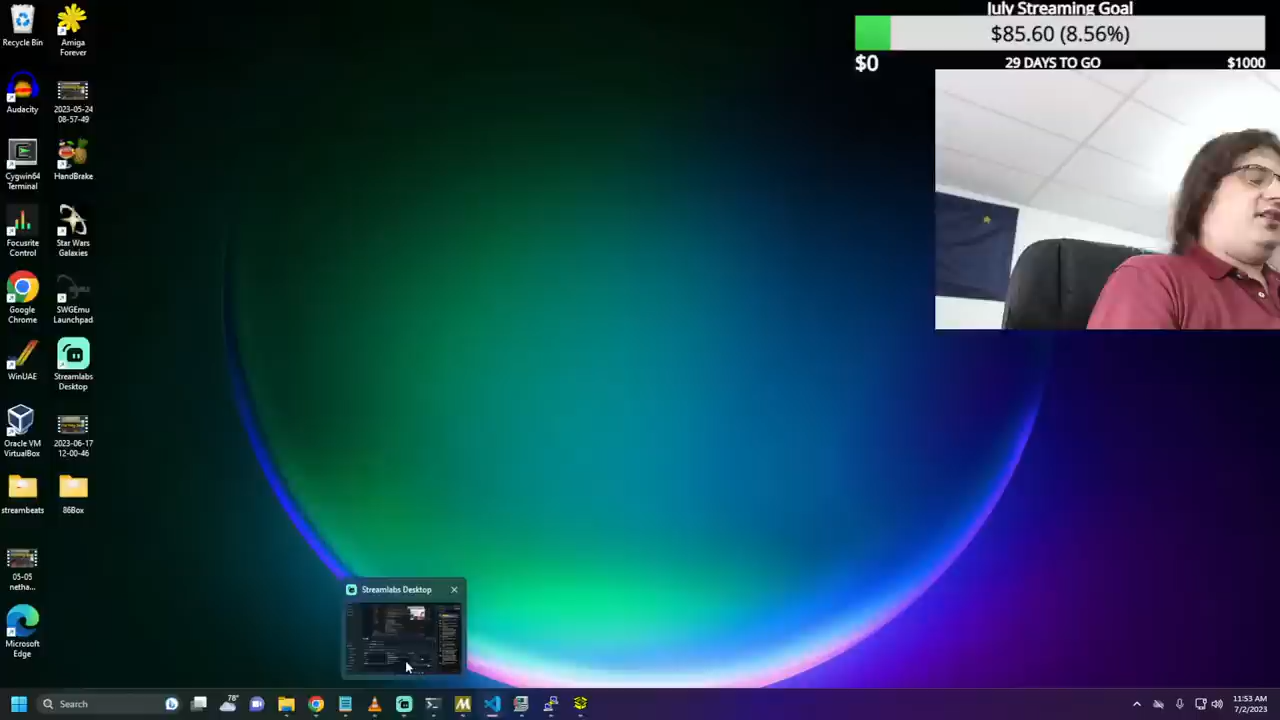 July Streaming Goal
$85.60 (8.56%)
$0
29 DAYS TO GO
$1000
Recycle Bin
Amiga
Forever
Audacity
2023-05-24
08-57-49
Cygwin64
Terminal
HandBrake
Focusrite
Control
Star Wars
Galaxies
Google
Chrome
SWGEmu
Launchpad
WinUAE
Streamlabs
Desktop
Oracle VM
VirtualBox
2023-06-17
12-00-46
streambeats
86Box
05-05
netha...
Microsoft
Edge
Streamlabs Desktop
Search
78°
11:53 AM
7/2/2023